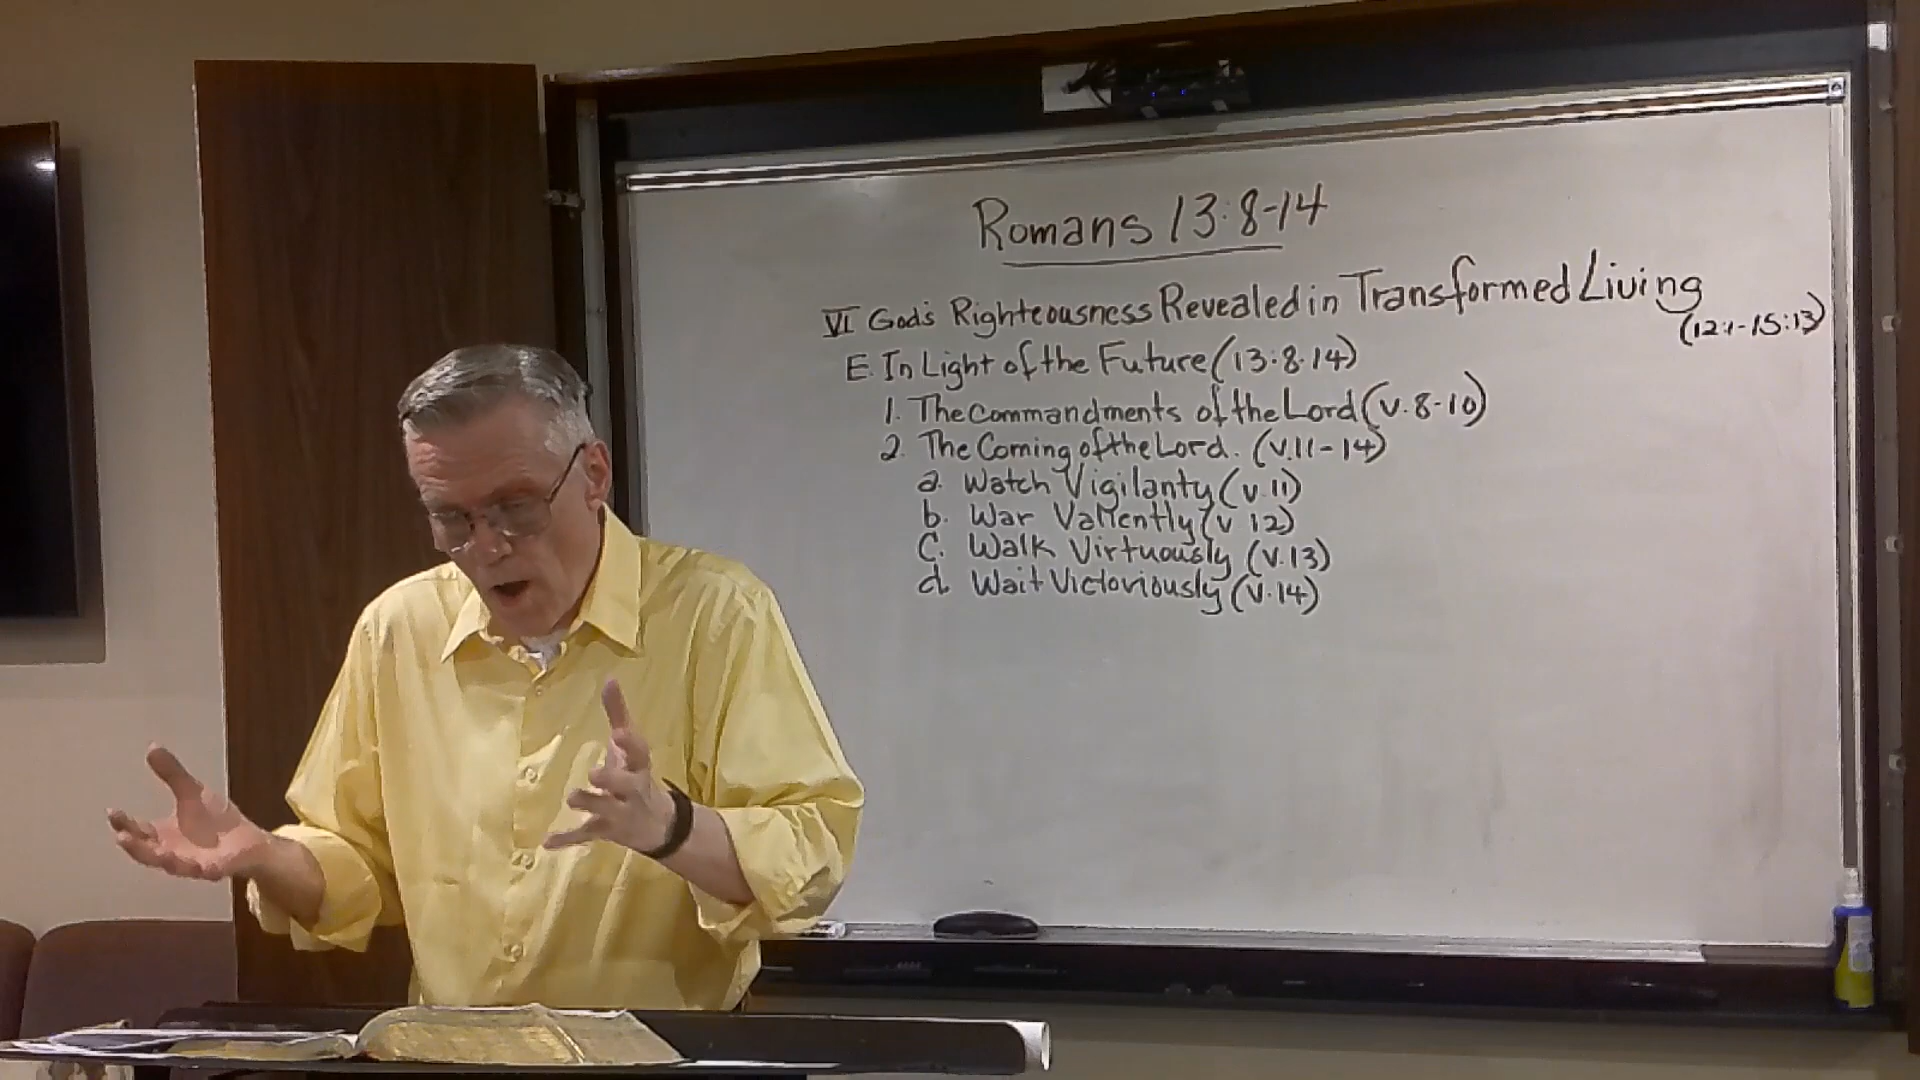 Romans 13:8-14
VI God's Righteousness Revealed in Transformed Living
(12:1-15:13)
E. In Light of the Future (13:8-14)
1. The Commandments of the Lord (v.8-10)
2. The Coming of the Lord. (v.11-14)
a. Watch Vigilanty (v.11)
b. War Valiently (v 12)
C. Walk Virtuously (v.13)
d. Wait Victoriously (v.14)